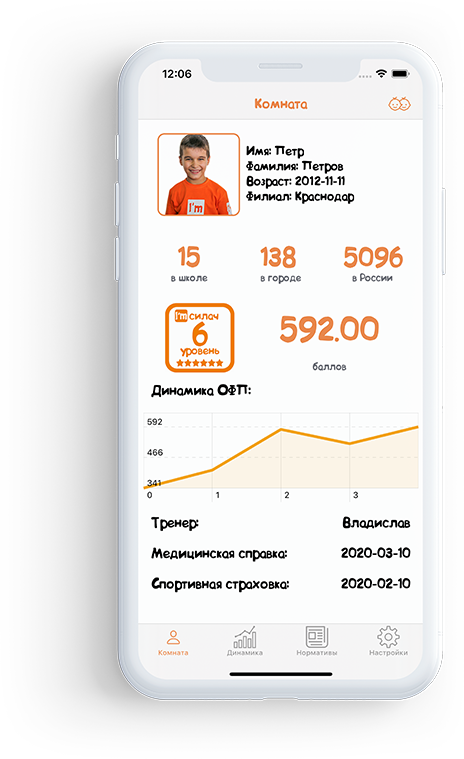 12:06
Комната
Имя: Петр
Фамилия: Петров
Возраст: 2012-11-11
Филиал: Краснодар
I'm
15 138 5096
в школе в городе в России
I'm силач
6
уровень
592.00
баллов
Динамика ОФП:
592
466
341
0 1 2 3
Тренер: Владислав
Медицинская справка: 2020-03-10
Спортивная страховка: 2020-02-10
Комната Динамика Нормативы Настройки